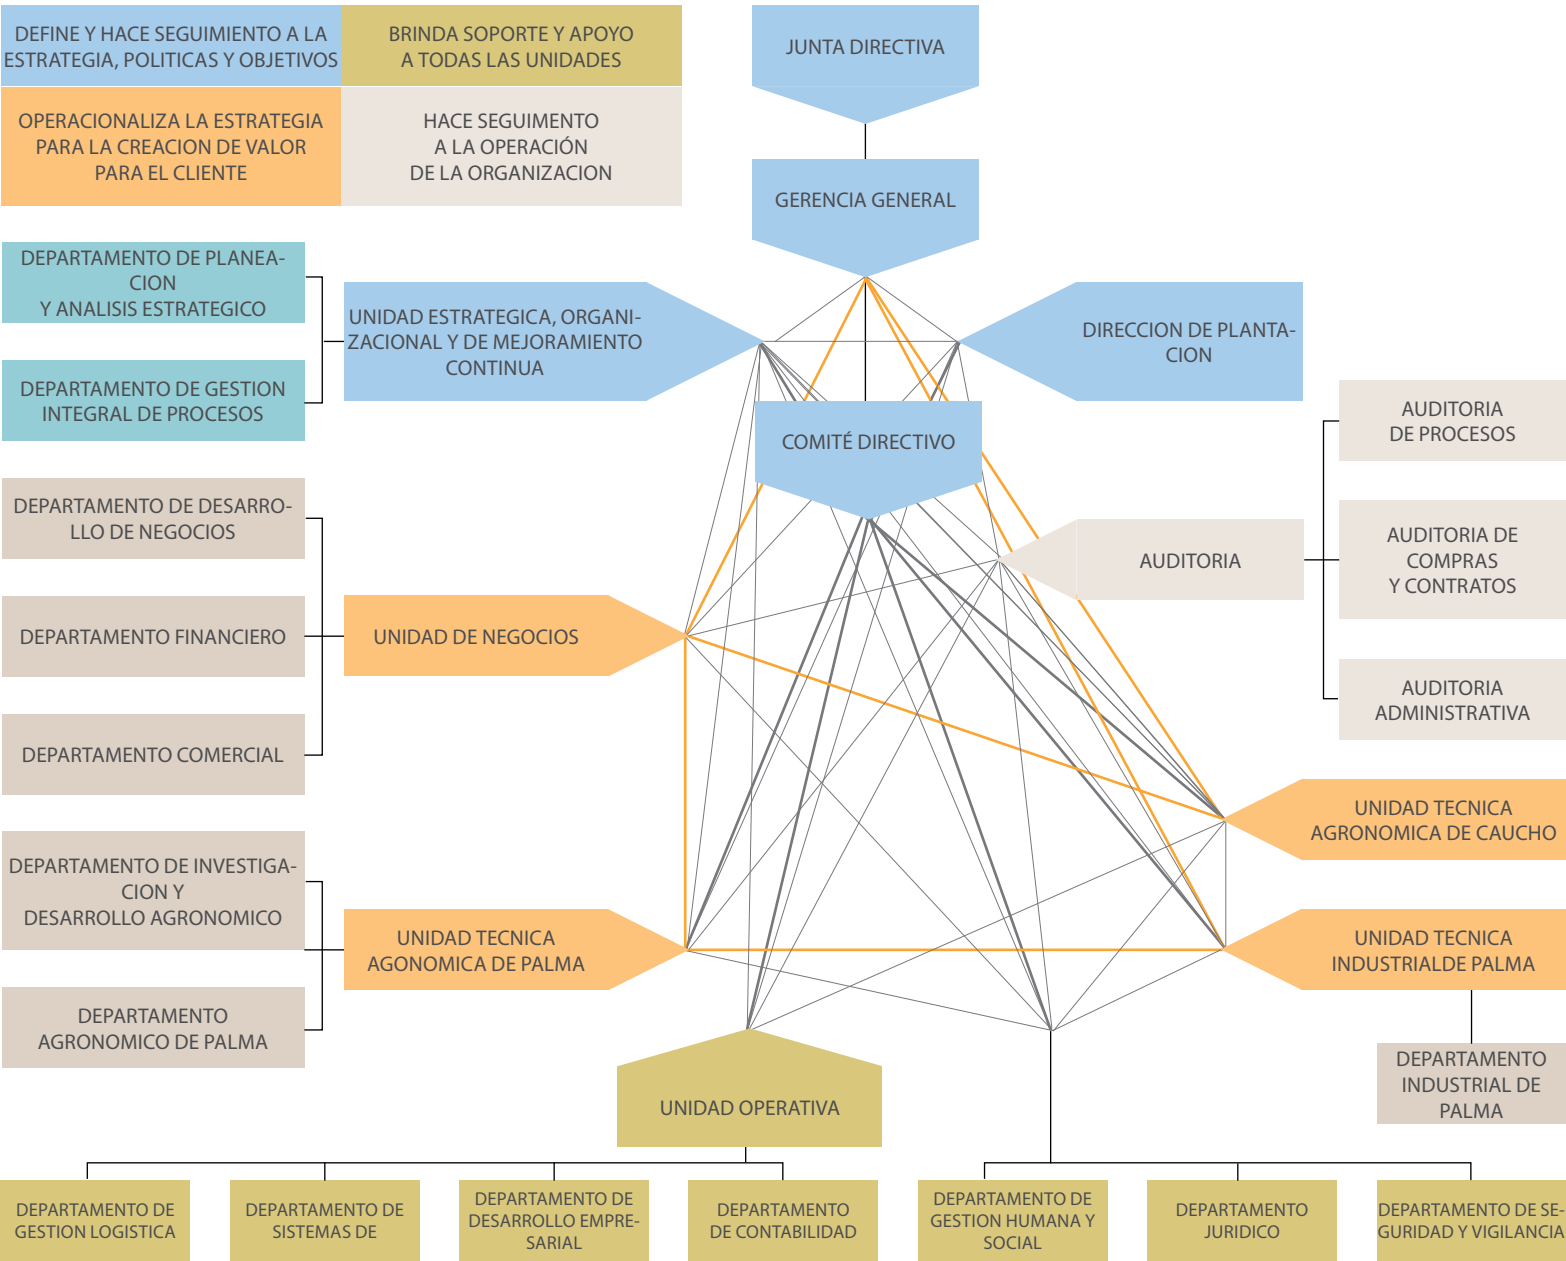 DEFINE Y HACE SEGUIMIENTO A LA
ESTRATEGIA, POLITICAS Y OBJETIVOS
BRINDA SOPORTE Y APOYO
A TODAS LAS UNIDADES
OPERACIONALIZA LA ESTRATEGIA
PARA LA CREACION DE VALOR
PARA EL CLIENTE
HACE SEGUIMENTO
A LA OPERACIÓN
DE LA ORGANIZACION
JUNTA DIRECTIVA
GERENCIA GENERAL
DEPARTAMENTO DE PLANEA-
CION
Y ANALISIS ESTRATEGICO
DEPARTAMENTO DE GESTION
INTEGRAL DE PROCESOS
UNIDAD ESTRATEGICA, ORGANI-
ZACIONAL Y DE MEJORAMIENTO
CONTINUA
DIRECCION DE PLANTA-
CION
COMITÉ DIRECTIVO
AUDITORIA
DE PROCESOS
AUDITORIA DE
COMPRAS
Y CONTRATOS
AUDITORIA
ADMINISTRATIVA
AUDITORIA
DEPARTAMENTO DE DESARRO-
LLO DE NEGOCIOS
DEPARTAMENTO FINANCIERO
DEPARTAMENTO COMERCIAL
UNIDAD DE NEGOCIOS
UNIDAD TECNICA
AGRONOMICA DE CAUCHO
DEPARTAMENTO DE INVESTIGA-
CION Y
DESARROLLO AGRONOMICO
DEPARTAMENTO
AGRONOMICO DE PALMA
UNIDAD TECNICA
AGONOMICA DE PALMA
UNIDAD TECNICA
INDUSTRIALDE PALMA
DEPARTAMENTO
INDUSTRIAL DE
PALMA
UNIDAD OPERATIVA
DEPARTAMENTO DE
GESTION LOGISTICA
DEPARTAMENTO DE
SISTEMAS DE
DEPARTAMENTO DE
DESARROLLO EMPRE-
SARIAL
DEPARTAMENTO
DE CONTABILIDAD
DEPARTAMENTO DE
GESTION HUMANA Y
SOCIAL
DEPARTAMENTO
JURIDICO
DEPARTAMENTO DE SE-
GURIDAD Y VIGILANCIA